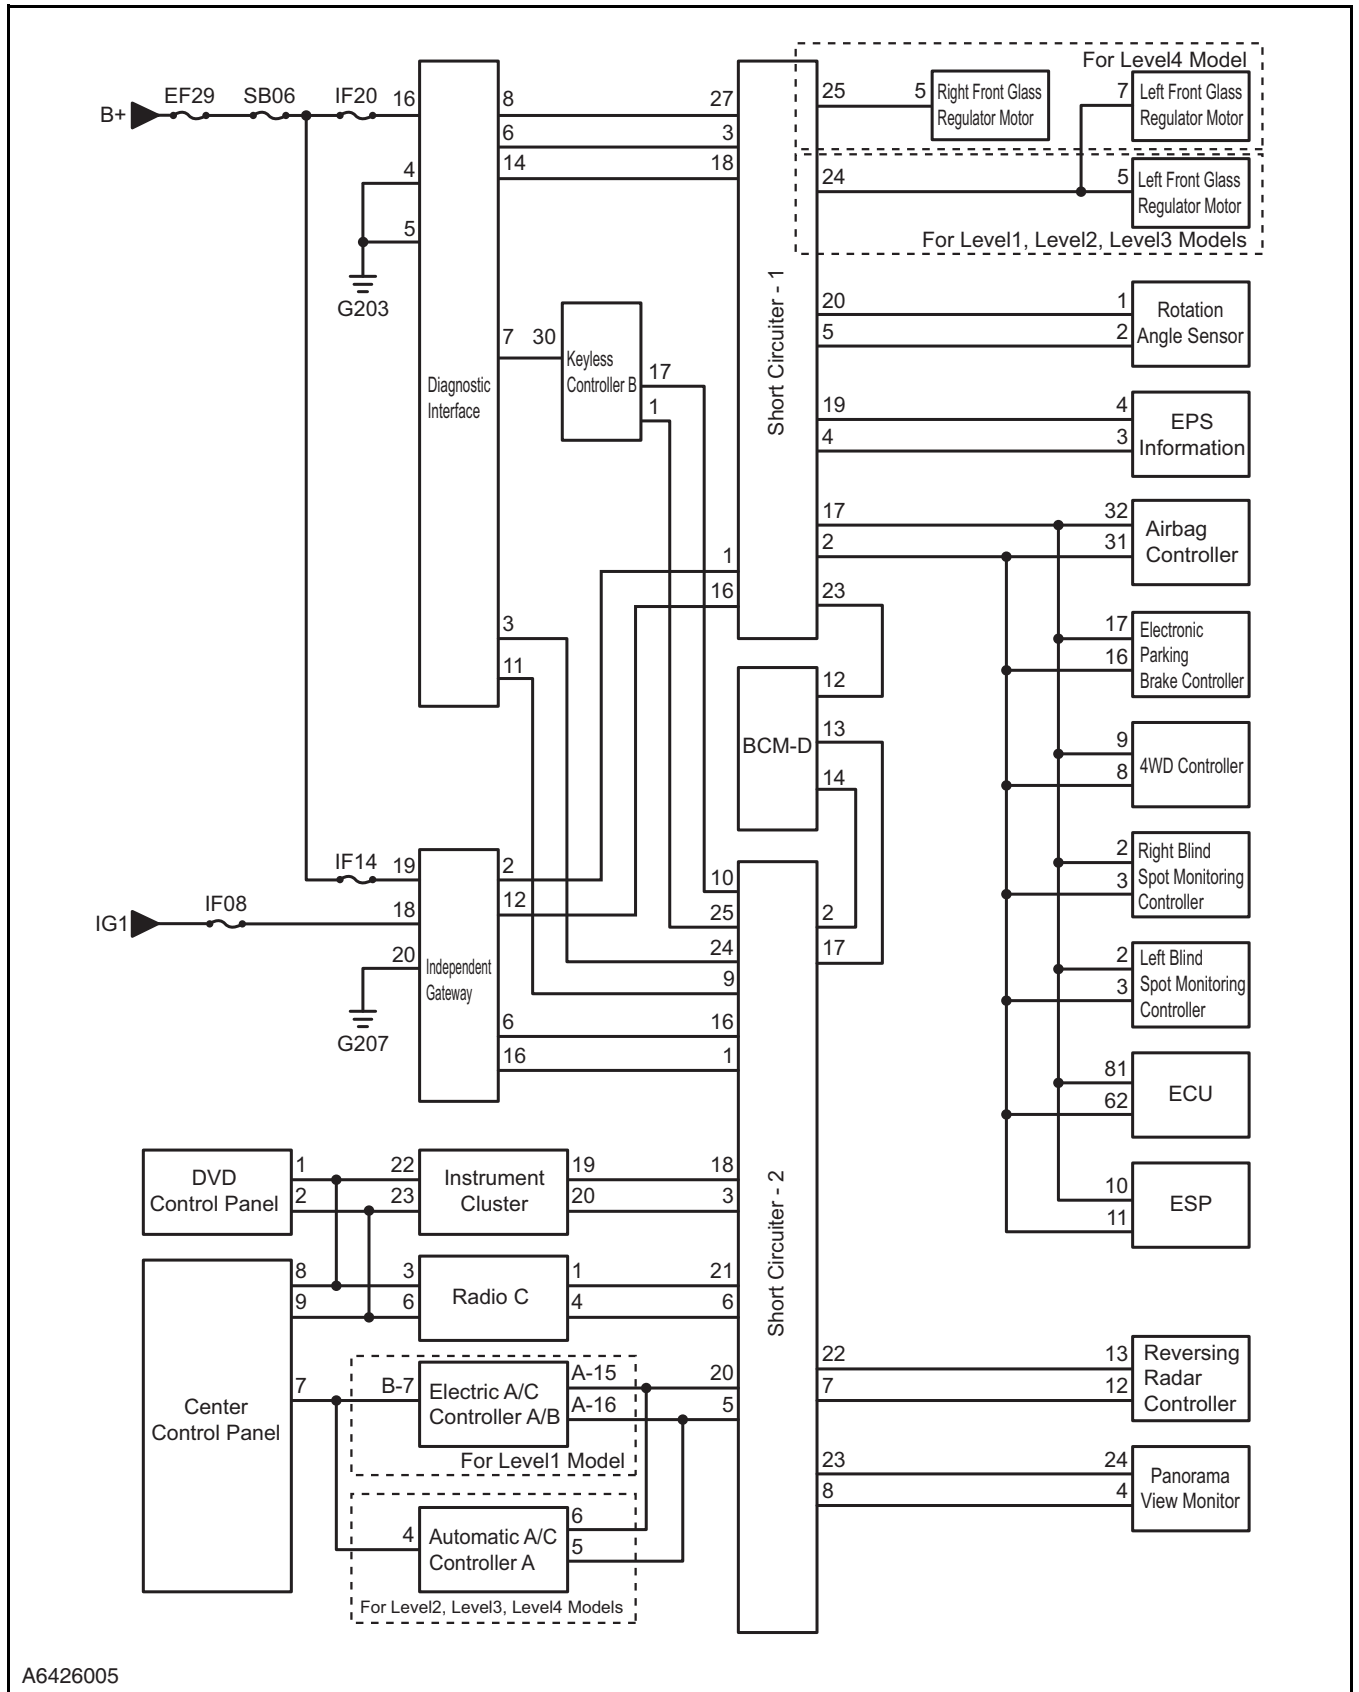 For Level4 Model
B+
EF29
SB06
IF20
16
8
27
25
5
Right Front Glass
Regulator Motor
7
Left Front Glass
Regulator Motor
6
3
4
14
18
24
5
Left Front Glass
Regulator Motor
5
For Level1, Level2, Level3 Models
G203
Short Circuiter - 1
20
1
Rotation
Angle Sensor
5
2
7
30
Keyless
Controller B
17
1
Diagnostic
Interface
19
4
EPS
Information
4
3
17
32
Airbag
Controller
2
31
1
16
23
3
11
17
Electronic
Parking
Brake Controller
16
12
BCM-D
13
14
9
4WD Controller
8
IF14
19
2
12
10
25
2
17
2
Right Blind
Spot Monitoring
Controller
3
IG1
IF08
18
20
Independent
Gateway
24
9
2
Left Blind
Spot Monitoring
Controller
3
G207
6
16
16
1
81
ECU
62
DVD
Control Panel
1
22
Instrument
Cluster
19
18
2
23
20
3
Short Circuiter - 2
10
ESP
11
Center
Control Panel
8
3
Radio C
1
21
9
6
4
6
7
B-7
Electric A/C
Controller A/B
A-15
20
A-16
5
For Level1 Model
22
13
Reversing
Radar
Controller
7
12
4
Automatic A/C
Controller A
6
5
For Level2, Level3, Level4 Models
23
24
Panorama
View Monitor
8
4
A6426005